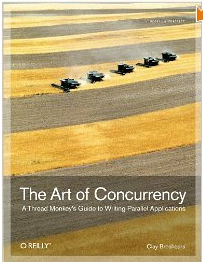 The Art of Concurrency
A Thread Monkey's Guide to Writing Parallel Applications
O'REILLY®
Clay Breshears